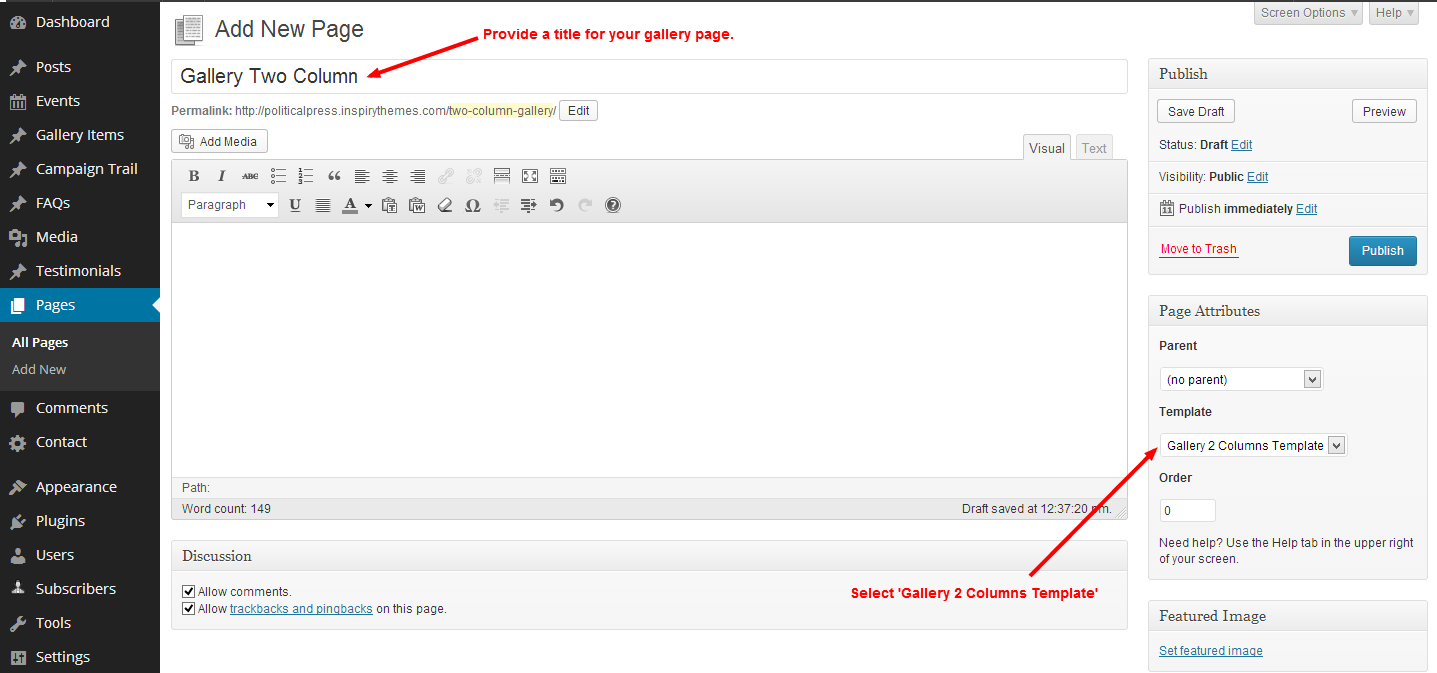 Dashboard
Posts
Events
Gallery Items
Campaign Trail
FAQs
Media
Testimonials
Pages
All Pages
Add New
Comments
Contact
Appearance
Plugins
Users
Subscribers
Tools
Settings
Screen Options
Help
Add New Page
Provide a title for your gallery page.
Gallery Two Column
Permalink: http://politicalpress.inspirythemes.com/two-column-gallery/ Edit
Add Media
Visual Text
B I ABC
Paragraph U A
Path:
Word count: 149 Draft saved at 12:37:20 pm.
Discussion
Allow comments.
Allow trackbacks and pingbacks on this page.
Select 'Gallery 2 Columns Template'
Publish
Save Draft Preview
Status: Draft Edit
Visibility: Public Edit
11 Publish immediately Edit
Move to Trash Publish
Page Attributes
Parent
(no parent)
Template
Gallery 2 Columns Template
Order
0
Need help? Use the Help tab in the upper right
of your screen.
Featured Image
Set featured image